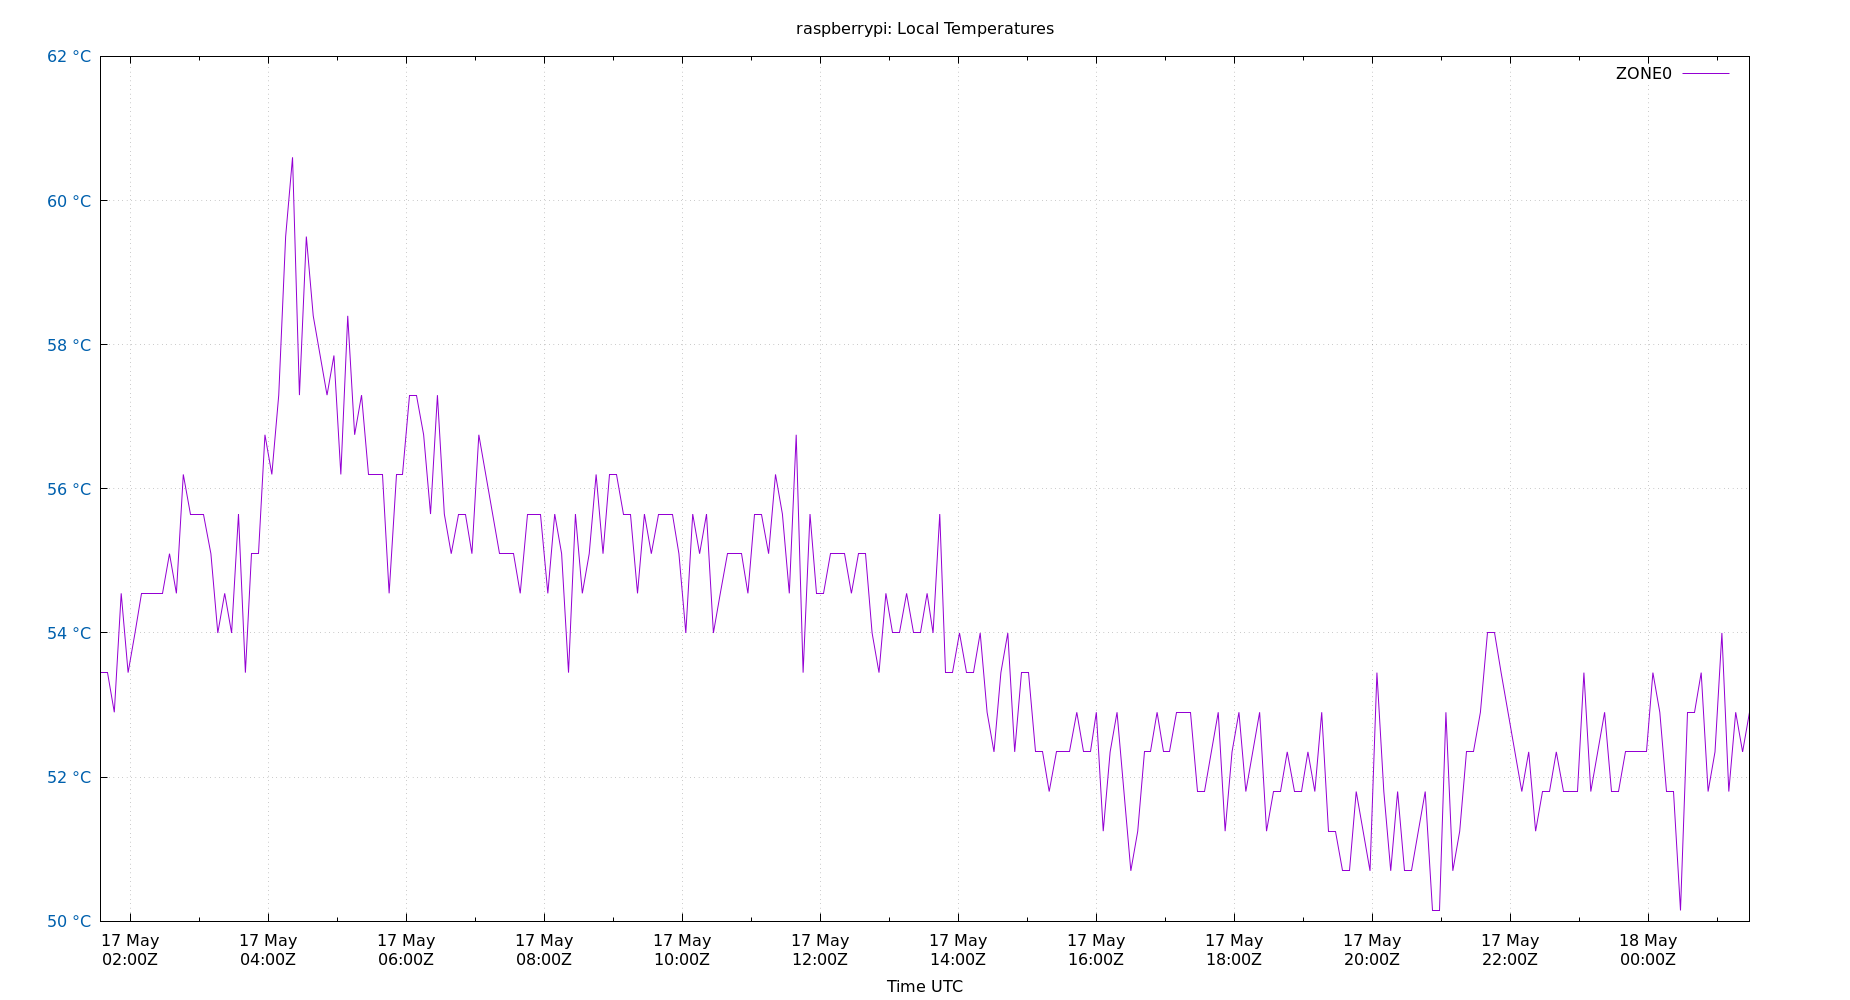 raspberrypi: Local Temperatures
62 °C
ZONE0
60 °C
58 °C
56 °C
54 °C
52 °C
50 °C
17 May 17 May 17 May 17 May 17 May 17 May 17 May 17 May 17 May 17 May 17 May 18 May
02:00Z 04:00Z 06:00Z 08:00Z 10:00Z 12:00Z 14:00Z 16:00Z 18:00Z 20:00Z 22:00Z 00:00Z
Time UTC